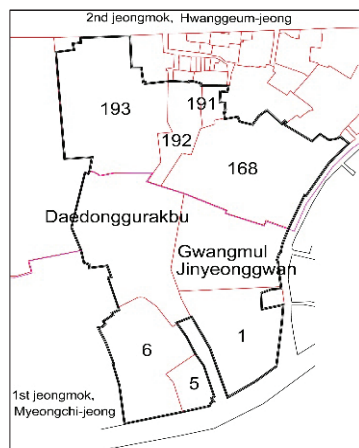 2nd jeongmok, Hwanggeum-jeong
193
191
192
168
Daedonggurakbu
Gwangmul
Jinyeonggwan
6
1
5
1st jeongmok,
Myeongchi-jeong